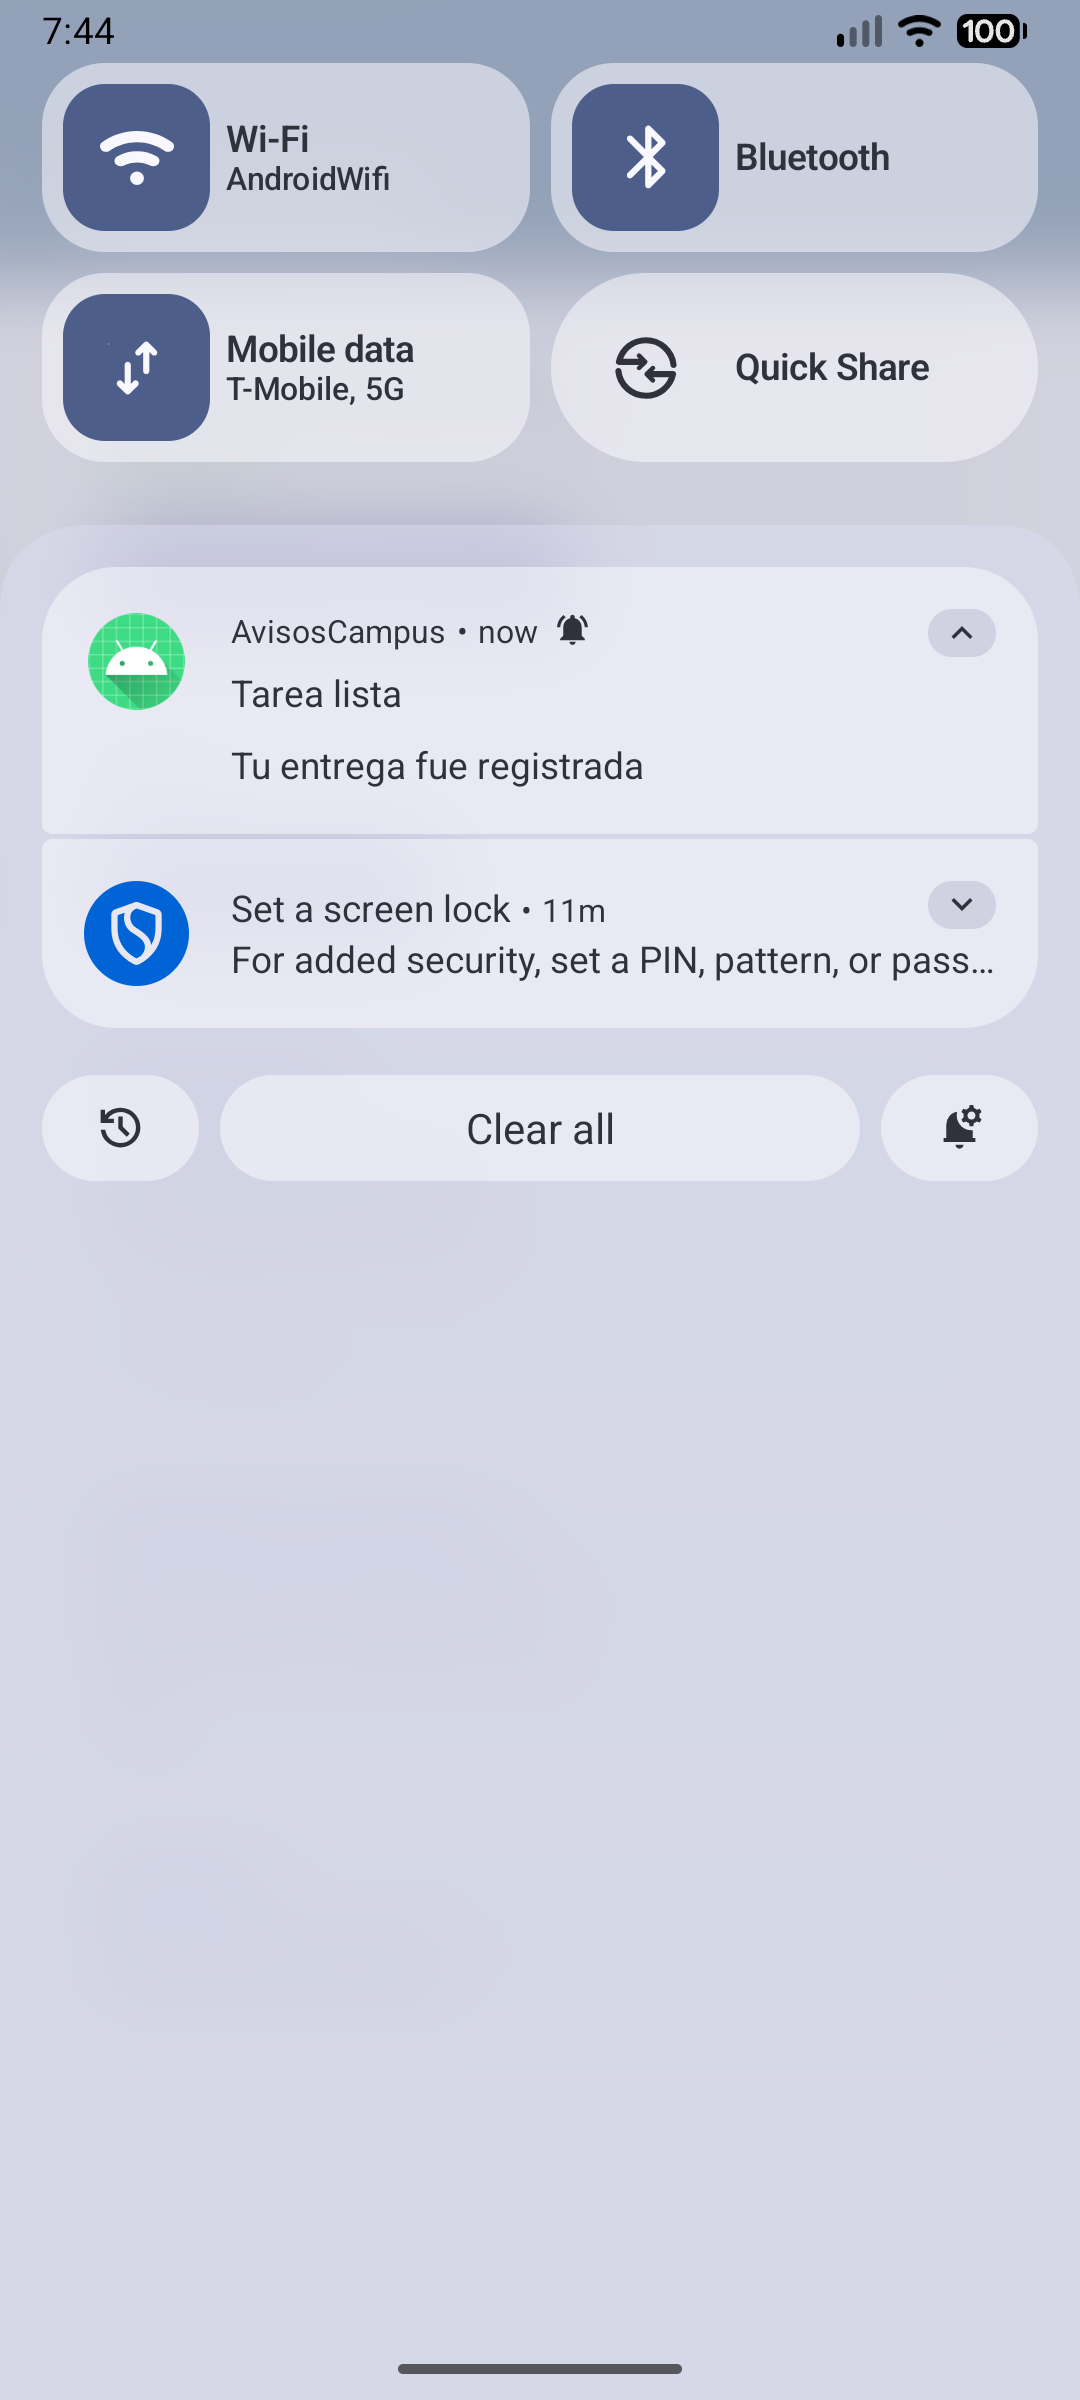 7:44
100
Wi-Fi
AndroidWifi
Bluetooth
Mobile data
T-Mobile, 5G
Quick Share
AvisosCampus • now
Tarea lista
Tu entrega fue registrada
Set a screen lock • 11m
For added security, set a PIN, pattern, or pass…
Clear all